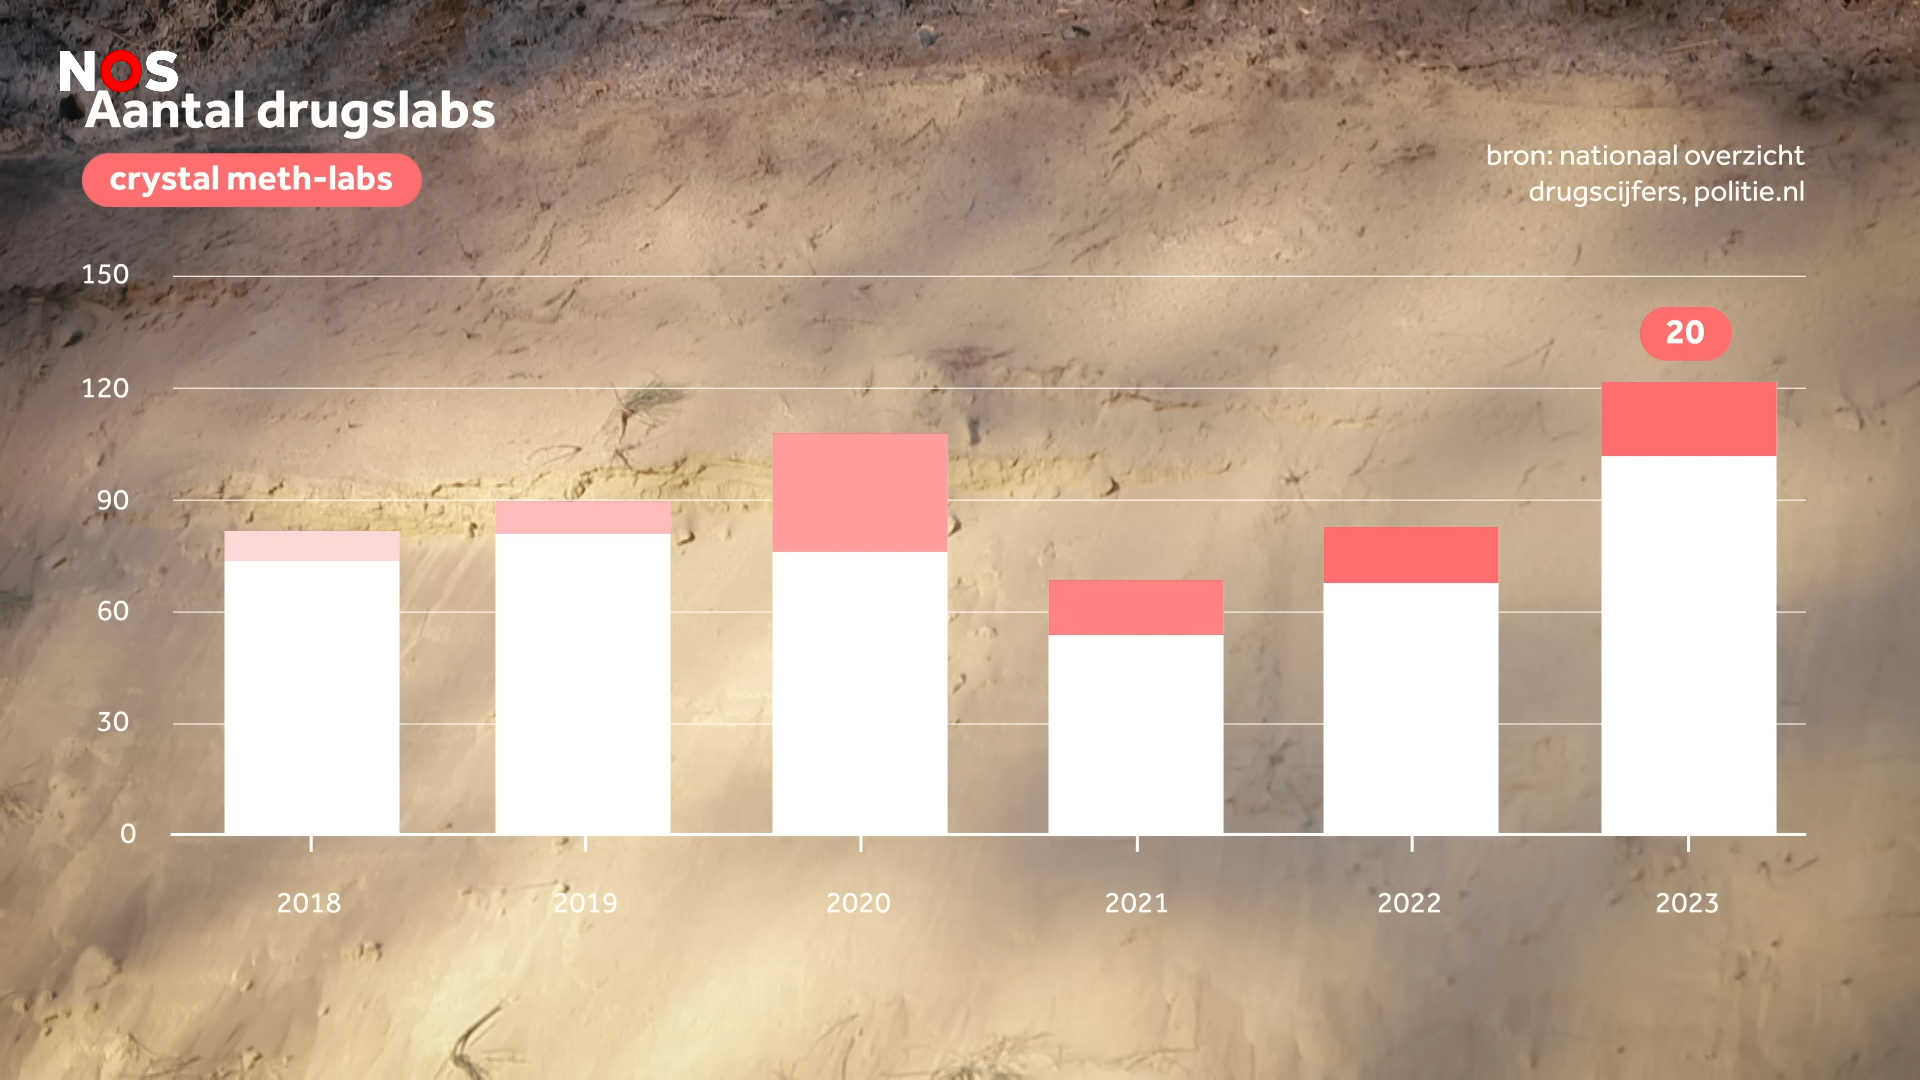 NOS
Aantal drugslabs
crystal meth-labs
bron: nationaal overzicht
drugscijfers, politie.nl
150
20
120
90
60
30
0
2018 2019 2020 2021 2022 2023